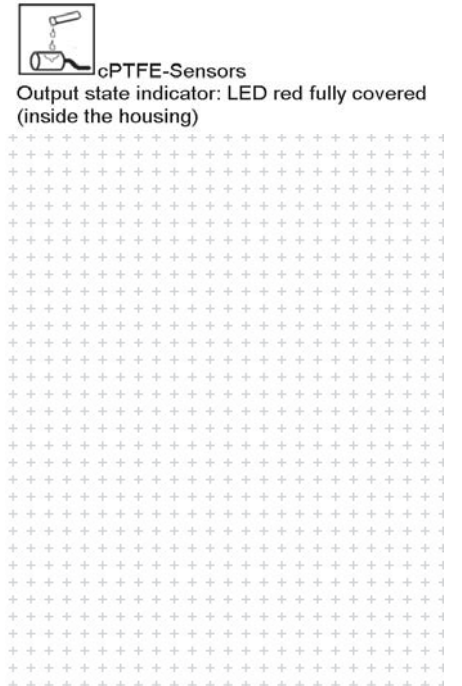 cPTFE-Sensors
Output state indicator: LED red fully covered
(inside the housing)